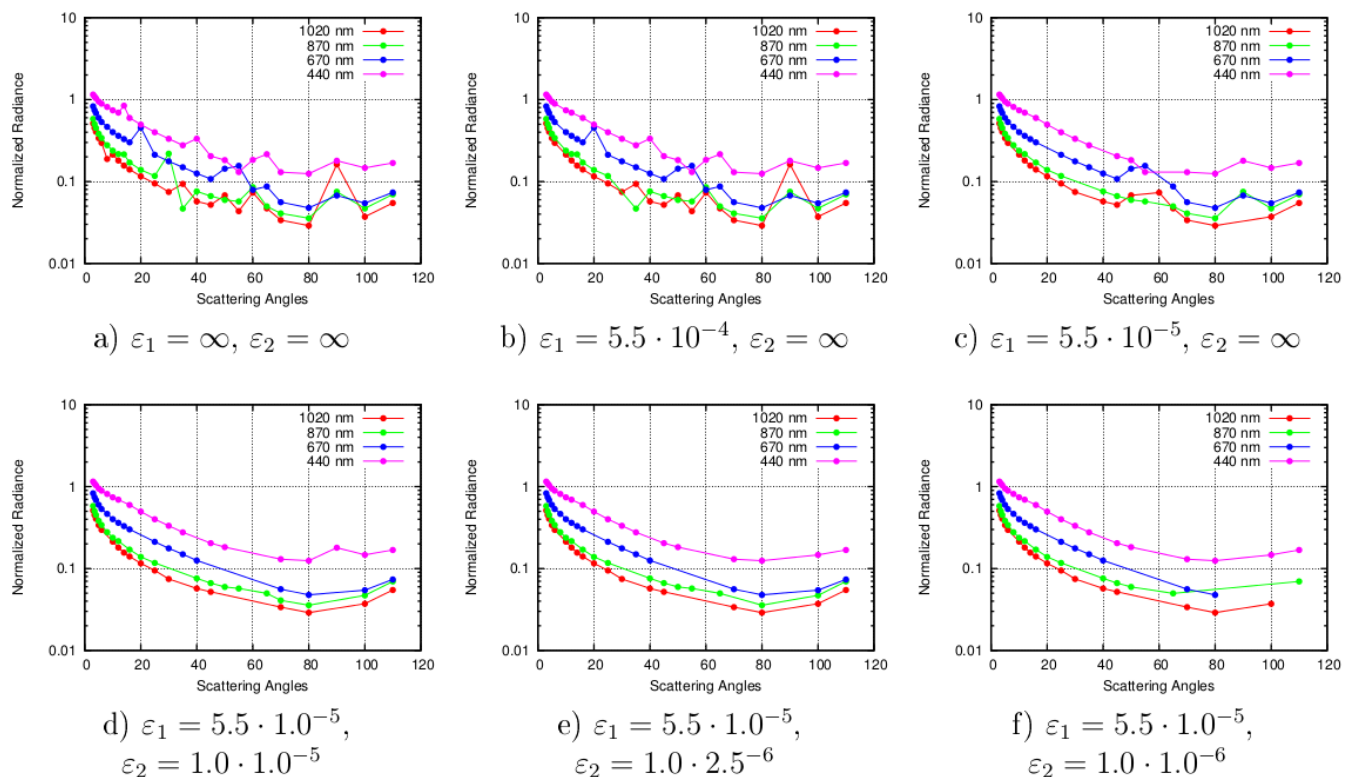 10
1
0.1
0.01
0 20 40 60 80 100 120
Normalized Radiance
Scattering Angles
1020 nm
870 nm
670 nm
440 nm
a) ε₁ = ∞, ε₂ = ∞
10
1
0.1
0.01
0 20 40 60 80 100 120
Normalized Radiance
Scattering Angles
1020 nm
870 nm
670 nm
440 nm
b) ε₁ = 5.5 · 10⁻⁴, ε₂ = ∞
10
1
0.1
0.01
0 20 40 60 80 100 120
Normalized Radiance
Scattering Angles
1020 nm
870 nm
670 nm
440 nm
c) ε₁ = 5.5 · 10⁻⁵, ε₂ = ∞
10
1
0.1
0.01
0 20 40 60 80 100 120
Normalized Radiance
Scattering Angles
1020 nm
870 nm
670 nm
440 nm
d) ε₁ = 5.5 · 1.0⁻⁵,
ε₂ = 1.0 · 1.0⁻⁵
10
1
0.1
0.01
0 20 40 60 80 100 120
Normalized Radiance
Scattering Angles
1020 nm
870 nm
670 nm
440 nm
e) ε₁ = 5.5 · 1.0⁻⁵,
ε₂ = 1.0 · 2.5⁻⁶
10
1
0.1
0.01
0 20 40 60 80 100 120
Normalized Radiance
Scattering Angles
1020 nm
870 nm
670 nm
440 nm
f) ε₁ = 5.5 · 1.0⁻⁵,
ε₂ = 1.0 · 1.0⁻⁶